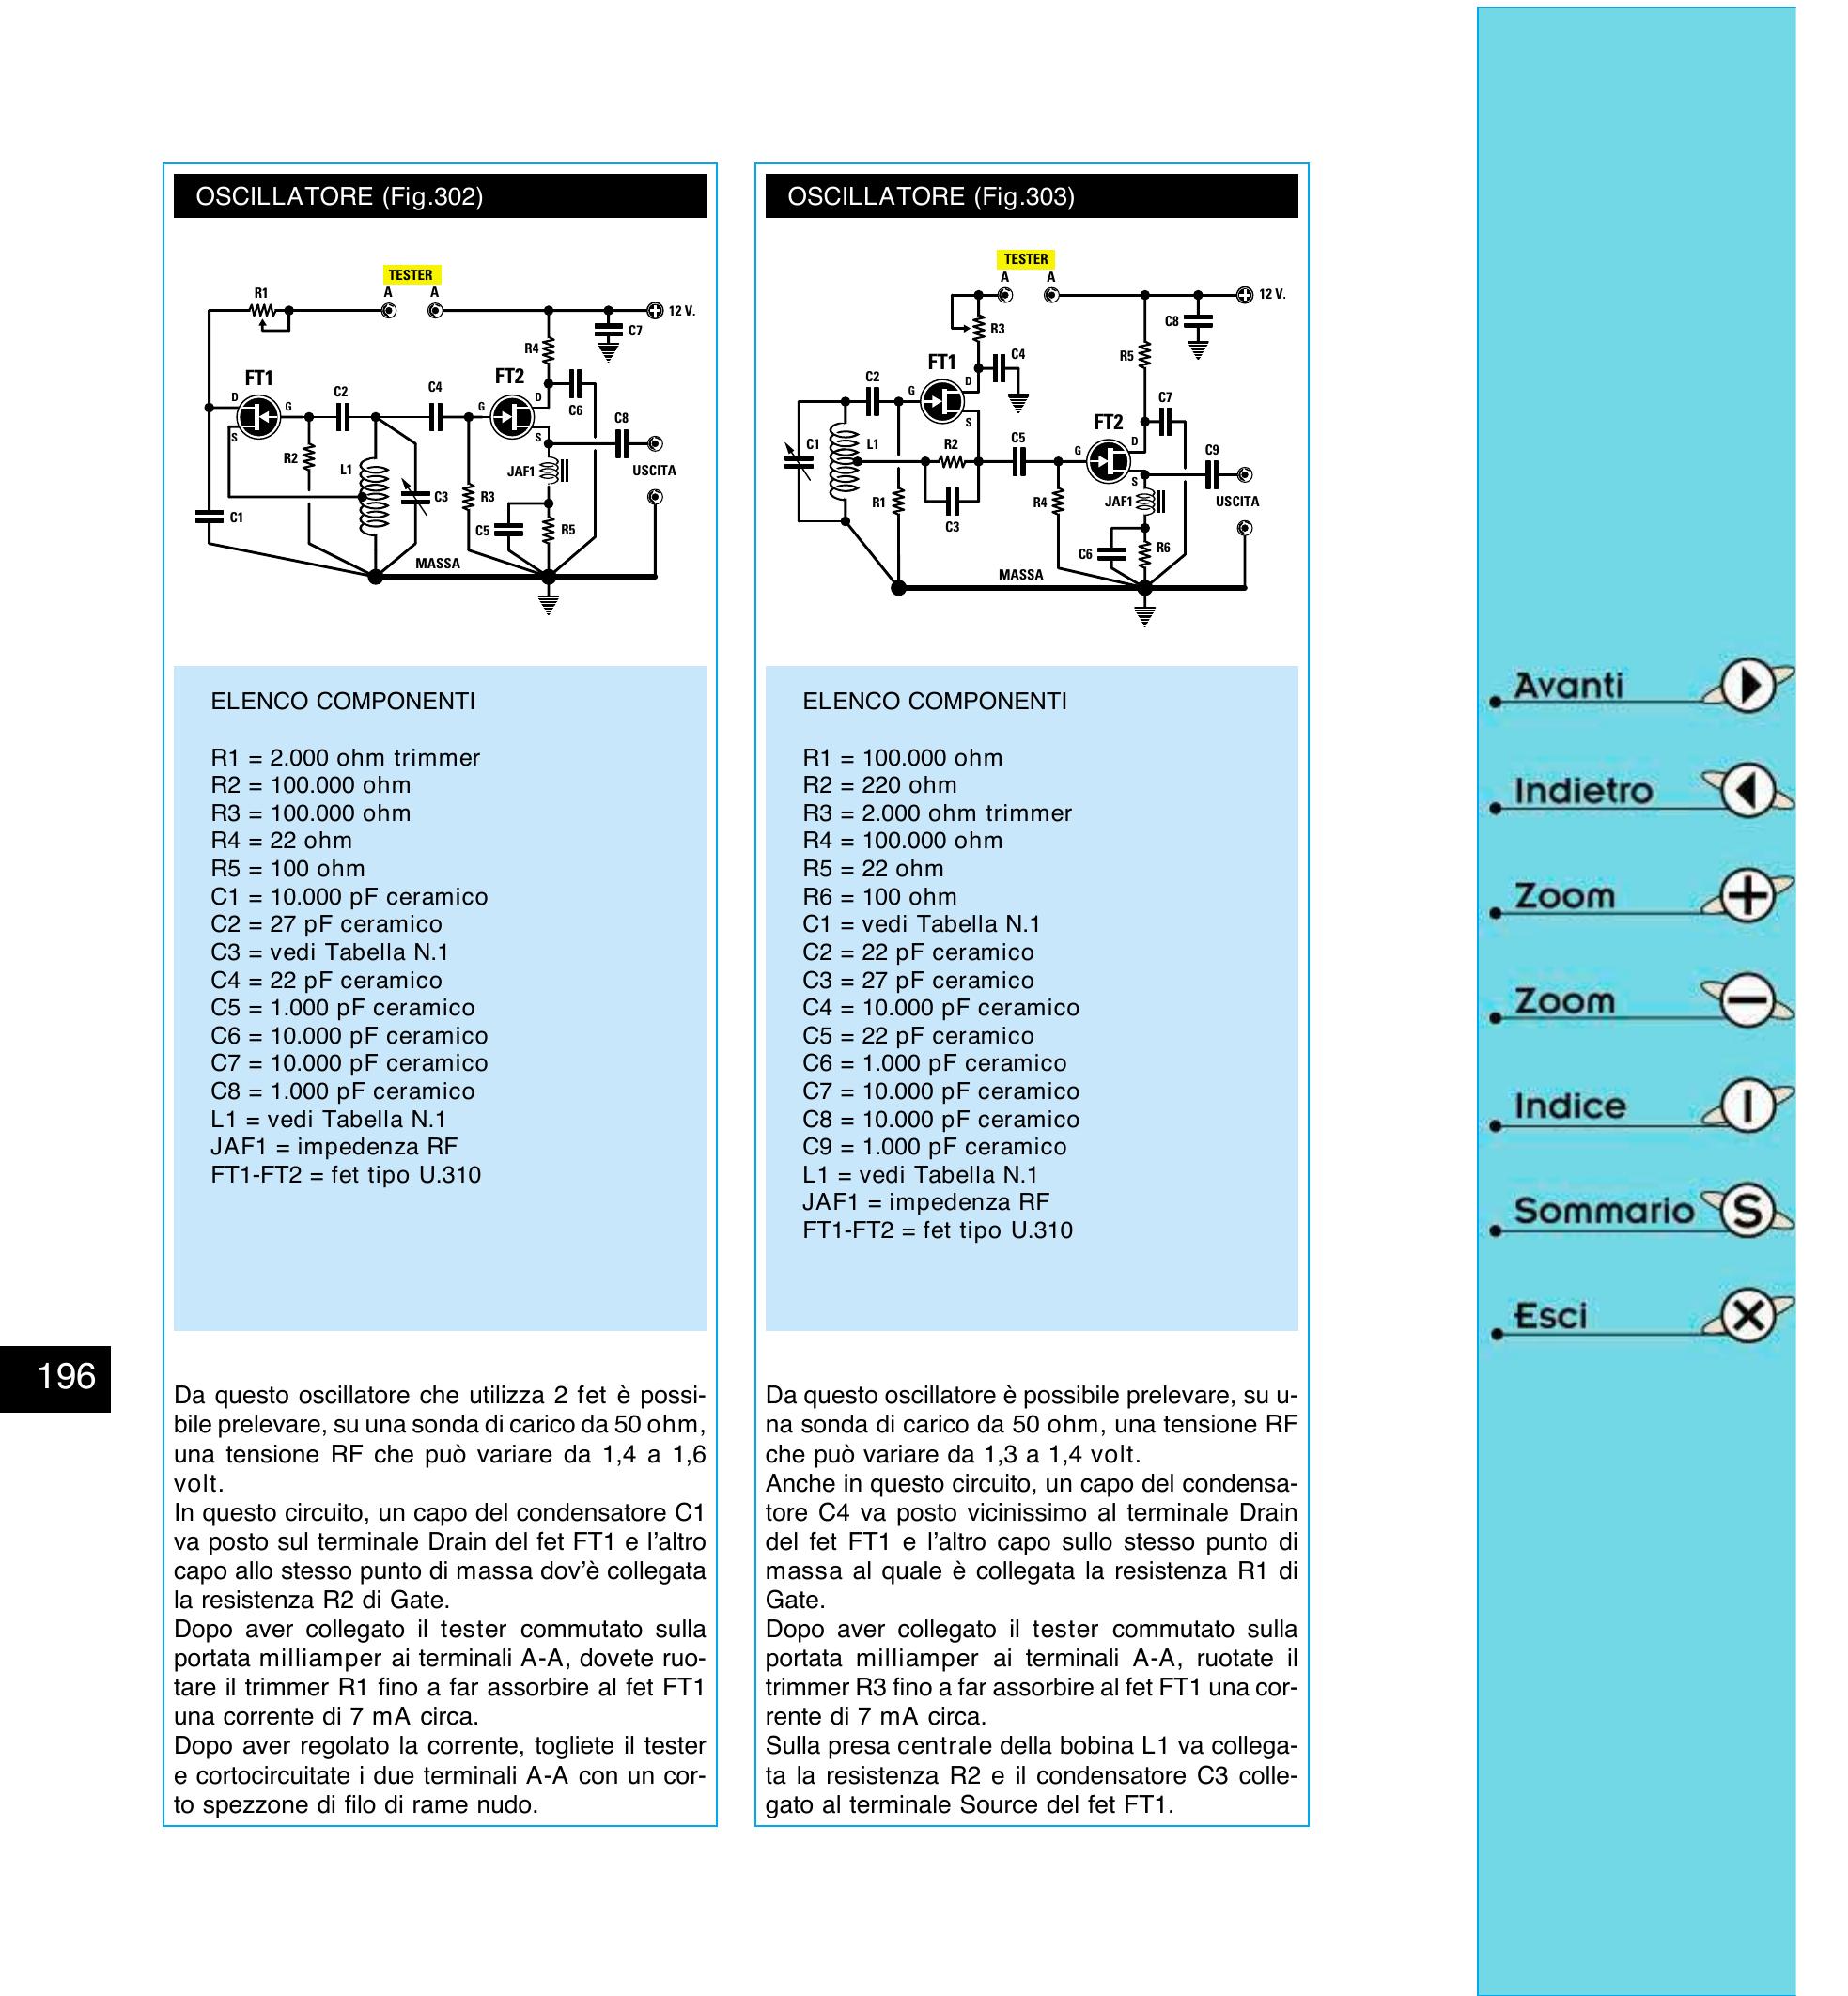 OSCILLATORE (Fig.302)
TESTER
A A
R1
12 V.
C7
R4
FT1
FT2
C2
C4
D
G
S
G
D
S
C6
C8
R2
L1
C3
R3
JAF1
USCITA
C1
C5
R5
MASSA
ELENCO COMPONENTI
R1 = 2.000 ohm trimmer
R2 = 100.000 ohm
R3 = 100.000 ohm
R4 = 22 ohm
R5 = 100 ohm
C1 = 10.000 pF ceramico
C2 = 27 pF ceramico
C3 = vedi Tabella N.1
C4 = 22 pF ceramico
C5 = 1.000 pF ceramico
C6 = 10.000 pF ceramico
C7 = 10.000 pF ceramico
C8 = 1.000 pF ceramico
L1 = vedi Tabella N.1
JAF1 = impedenza RF
FT1-FT2 = fet tipo U.310
Da questo oscillatore che utilizza 2 fet è possi-
bile prelevare, su una sonda di carico da 50 ohm,
una tensione RF che può variare da 1,4 a 1,6
volt.
In questo circuito, un capo del condensatore C1
va posto sul terminale Drain del fet FT1 e l'altro
capo allo stesso punto di massa dov'è collegata
la resistenza R2 di Gate.
Dopo aver collegato il tester commutato sulla
portata milliamper ai terminali A-A, dovete ruo-
tare il trimmer R1 fino a far assorbire al fet FT1
una corrente di 7 mA circa.
Dopo aver regolato la corrente, togliete il tester
e cortocircuitate i due terminali A-A con un cor-
to spezzone di filo di rame nudo.
OSCILLATORE (Fig.303)
TESTER
A A
12 V.
R3
C8
FT1
C4
R5
C2
G
D
S
FT2
C7
C1
L1
R2
C5
G
D
S
C9
R1
C3
R4
JAF1
USCITA
C6
R6
MASSA
ELENCO COMPONENTI
R1 = 100.000 ohm
R2 = 220 ohm
R3 = 2.000 ohm trimmer
R4 = 100.000 ohm
R5 = 22 ohm
R6 = 100 ohm
C1 = vedi Tabella N.1
C2 = 22 pF ceramico
C3 = 27 pF ceramico
C4 = 10.000 pF ceramico
C5 = 22 pF ceramico
C6 = 1.000 pF ceramico
C7 = 10.000 pF ceramico
C8 = 10.000 pF ceramico
C9 = 1.000 pF ceramico
L1 = vedi Tabella N.1
JAF1 = impedenza RF
FT1-FT2 = fet tipo U.310
Da questo oscillatore è possibile prelevare, su u-
na sonda di carico da 50 ohm, una tensione RF
che può variare da 1,3 a 1,4 volt.
Anche in questo circuito, un capo del condensa-
tore C4 va posto vicinissimo al terminale Drain
del fet FT1 e l'altro capo sullo stesso punto di
massa al quale è collegata la resistenza R1 di
Gate.
Dopo aver collegato il tester commutato sulla
portata milliamper ai terminali A-A, ruotate il
trimmer R3 fino a far assorbire al fet FT1 una cor-
rente di 7 mA circa.
Sulla presa centrale della bobina L1 va collega-
ta la resistenza R2 e il condensatore C3 colle-
gato al terminale Source del fet FT1.
196
Avanti
Indietro
Zoom +
Zoom −
Indice I
Sommario S
Esci X